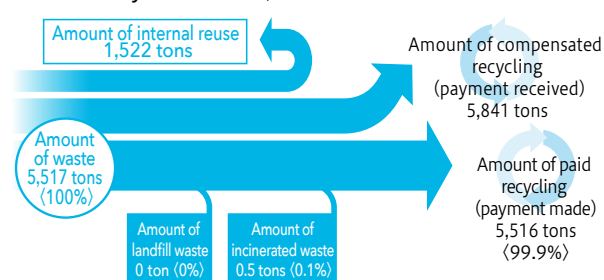 Amount of internal reuse
1,522 tons
Amount of compensated
recycling
(payment received)
5,841 tons
Amount
of waste
5,517 tons
〈100%〉
Amount of paid
recycling
(payment made)
5,516 tons
〈99.9%〉
Amount of
landfill waste
0 ton 〈0%〉
Amount of
incinerated waste
0.5 tons 〈0.1%〉